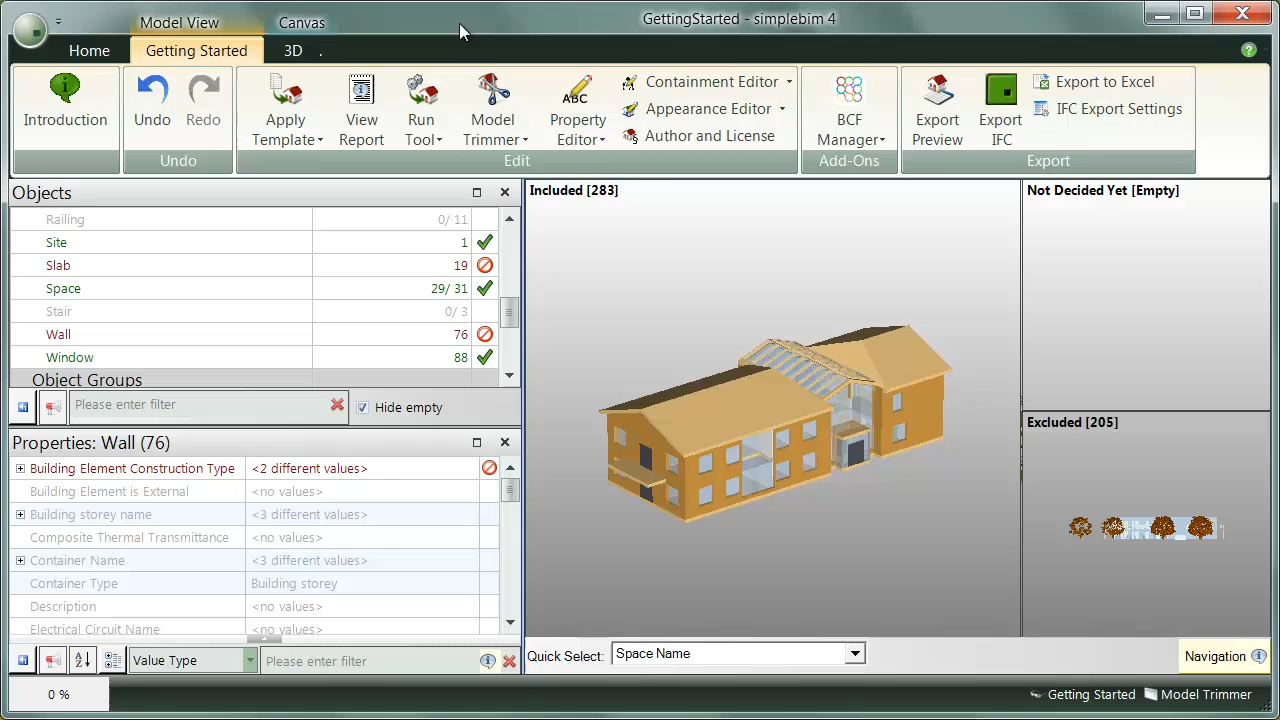 Model View
Canvas
GettingStarted - simplebim 4
Home
Getting Started
3D
Introduction
Undo
Redo
Undo
Apply
Template
View
Report
Run
Tool
Model
Trimmer
ABC
Property
Editor
Containment Editor
Appearance Editor
Author and License
Edit
BCF
Manager
Add-Ons
Export
Preview
Export
IFC
Export to Excel
IFC Export Settings
Export
Objects
Railing 0/ 11
Site 1
Slab 19
Space 29/ 31
Stair 0/ 3
Wall 76
Window 88
Object Groups
Please enter filter
Hide empty
Properties: Wall (76)
Building Element Construction Type <2 different values>
Building Element is External <no values>
Building storey name <3 different values>
Composite Thermal Transmittance <no values>
Container Name <3 different values>
Container Type Building storey
Description <no values>
Electrical Circuit Name <no values>
Value Type
Please enter filter
0 %
Included [283]
Not Decided Yet [Empty]
Excluded [205]
Quick Select: Space Name
Navigation
Getting Started
Model Trimmer